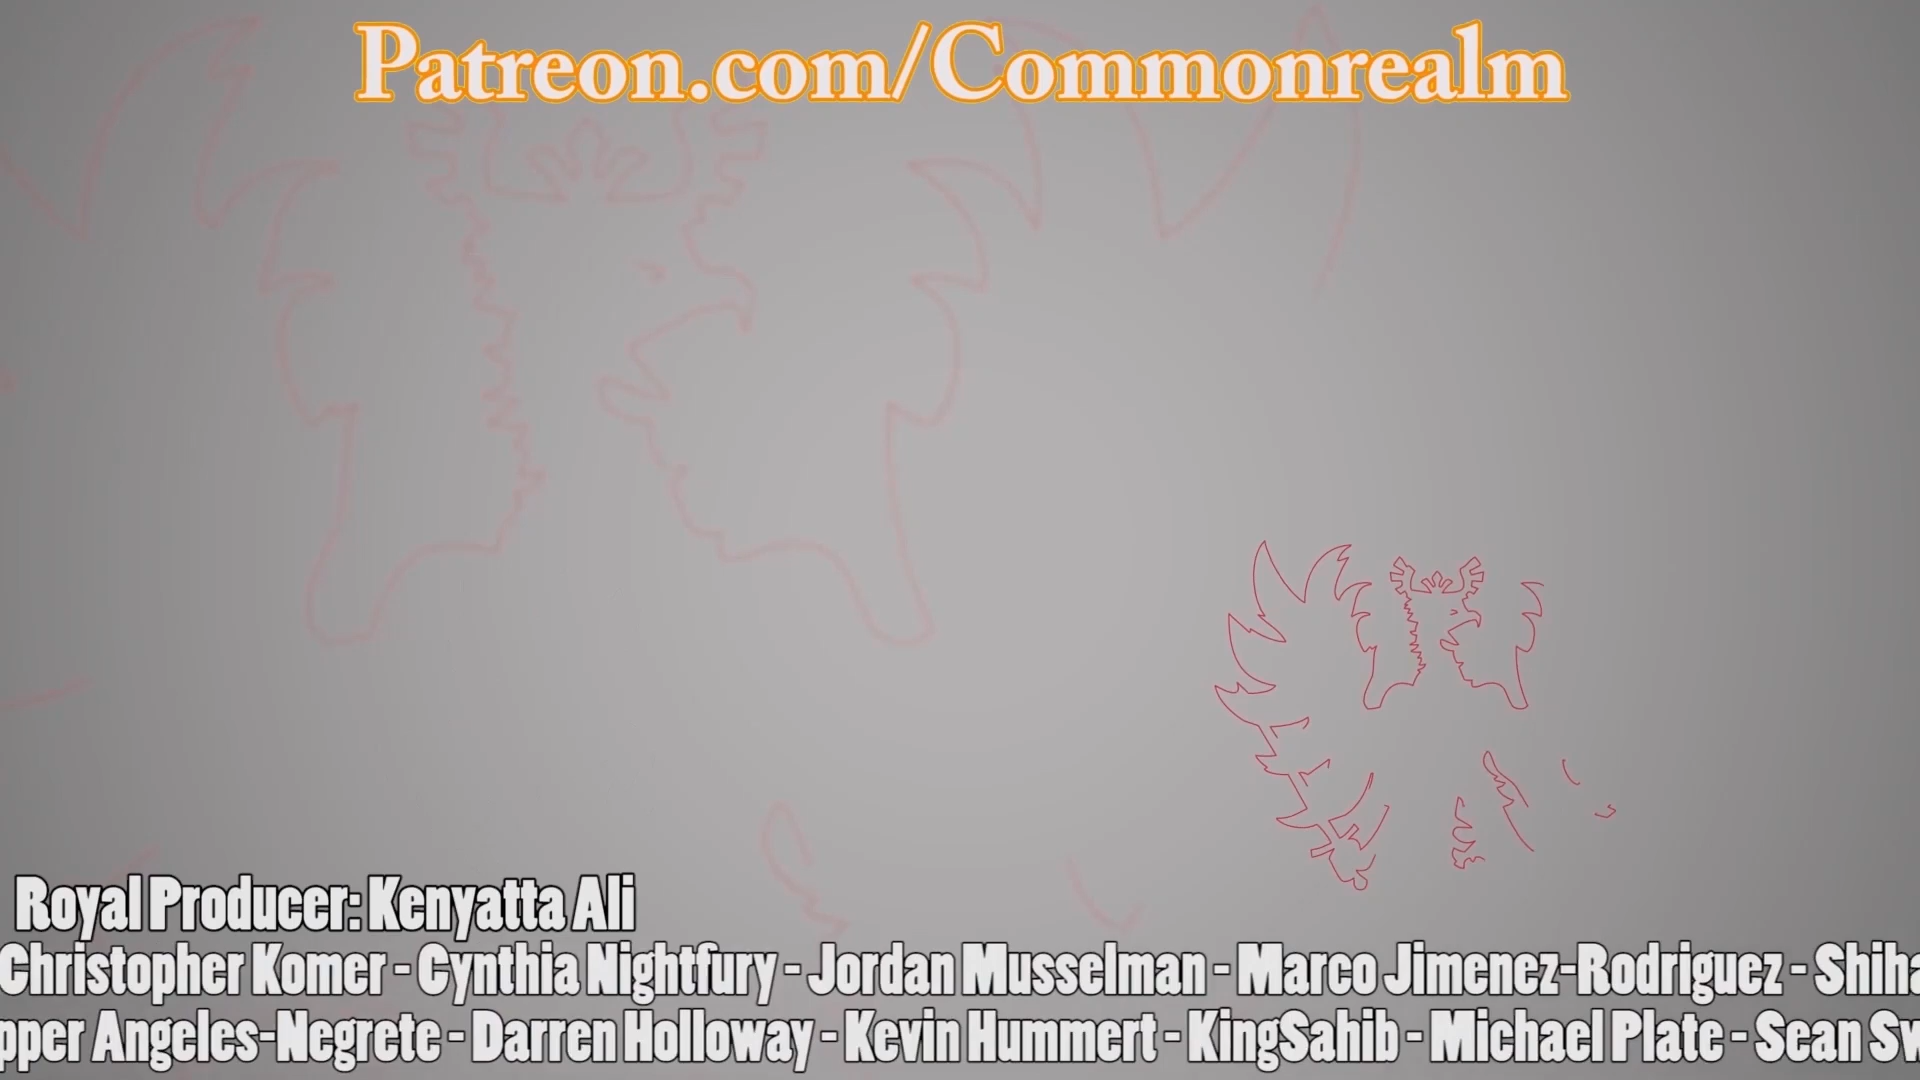 Patreon.com/Commonrealm
Royal Producer: Kenyatta Ali
Christopher Komer - Cynthia Nightfury - Jordan Musselman - Marco Jimenez-Rodriguez -
Angeles-Negrete - Darren Holloway - Kevin Hummert - KingSahib - Michael Plate - Sean